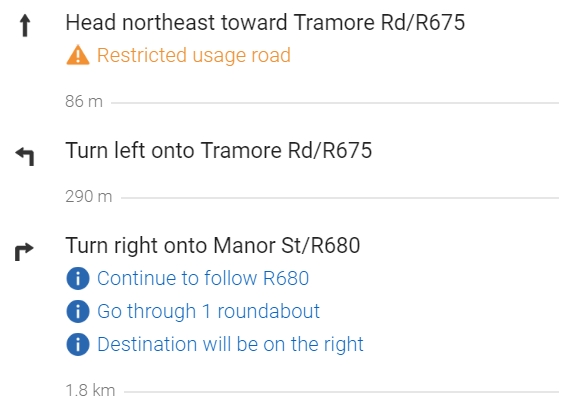 Head northeast toward Tramore Rd/R675
Restricted usage road
86 m
Turn left onto Tramore Rd/R675
290 m
Turn right onto Manor St/R680
Continue to follow R680
Go through 1 roundabout
Destination will be on the right
1.8 km